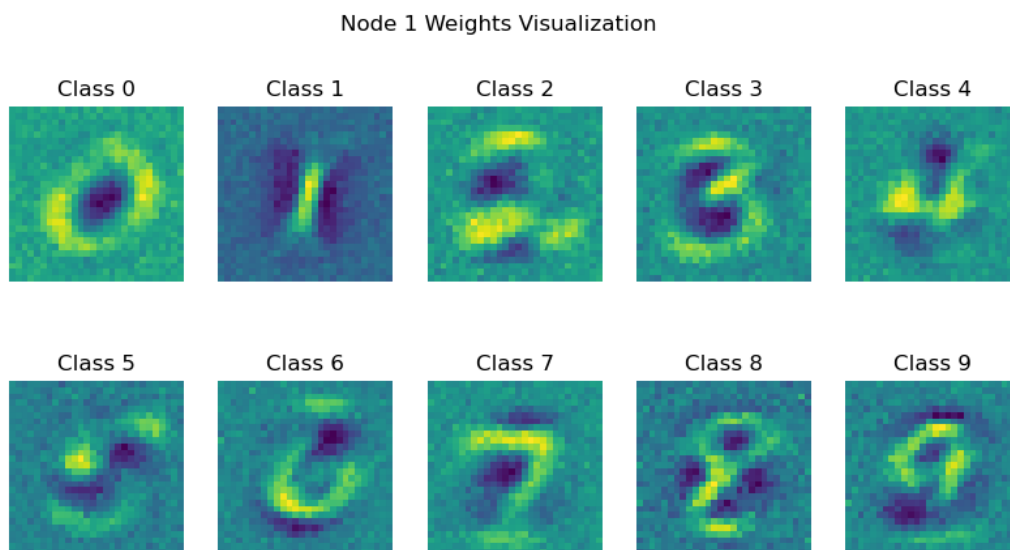 Node 1 Weights Visualization
Class 0 Class 1 Class 2 Class 3 Class 4
Class 5 Class 6 Class 7 Class 8 Class 9